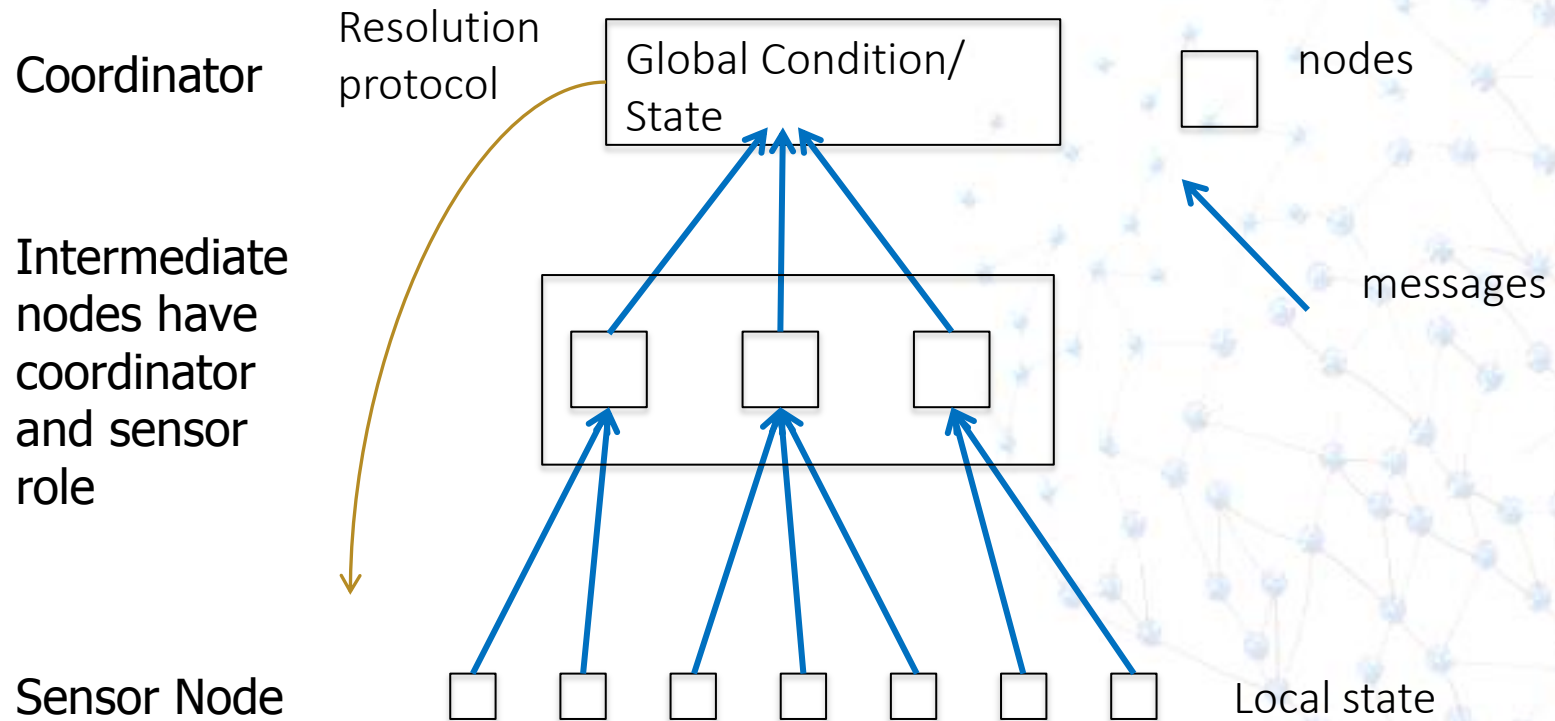 Coordinator
Resolution
protocol
Global Condition/
State
nodes
messages
Intermediate
nodes have
coordinator
and sensor
role
Sensor Node
Local state